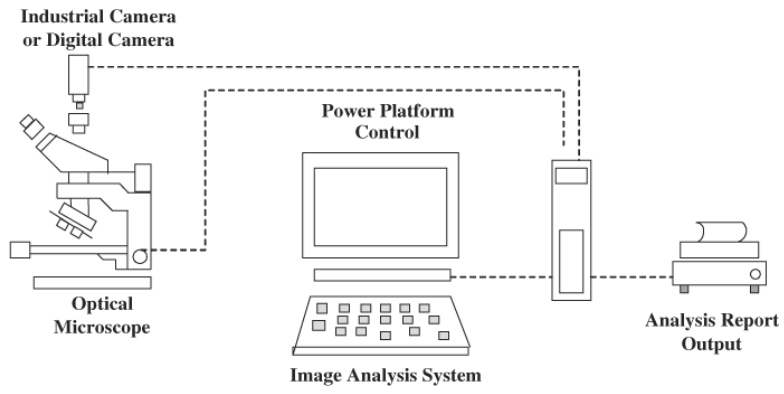 Industrial Camera
or Digital Camera
Power Platform
Control
Optical
Microscope
Image Analysis System
Analysis Report
Output